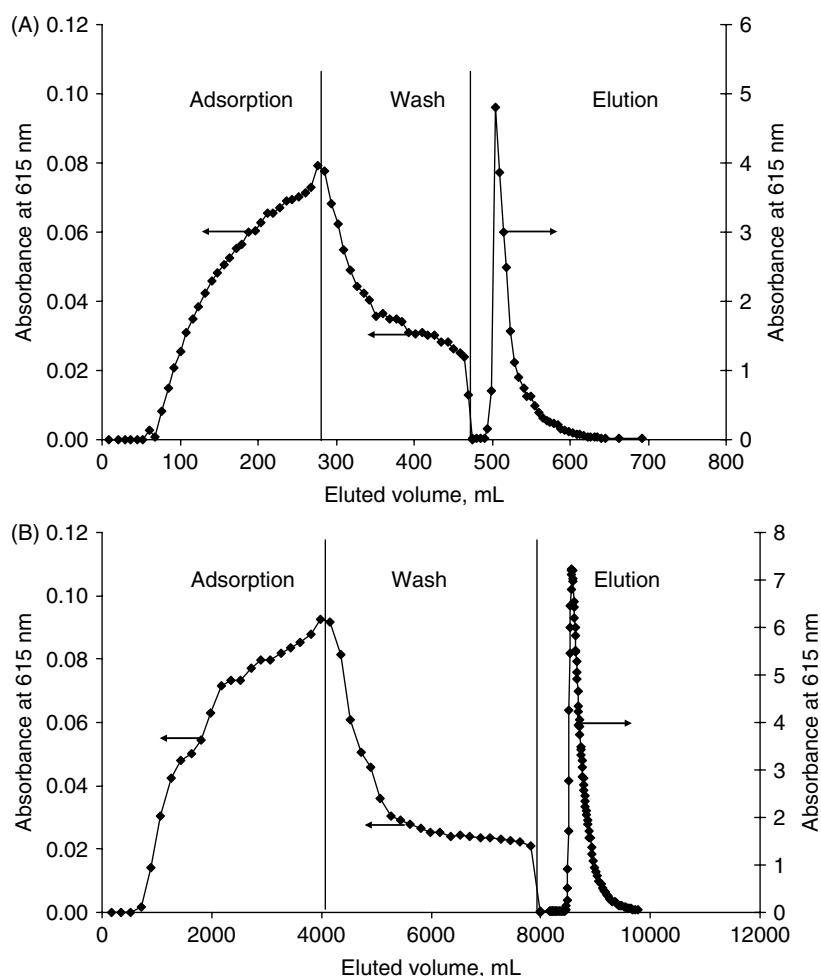 (A)
0.12
0.10
0.08
0.06
0.04
0.02
0.00
Absorbance at 615 nm
Adsorption
Wash
Elution
6
5
4
3
2
1
0
Absorbance at 615 nm
0 100 200 300 400 500 600 700 800
Eluted volume, mL
(B)
0.12
0.10
0.08
0.06
0.04
0.02
0.00
Absorbance at 615 nm
Adsorption
Wash
Elution
8
7
6
5
4
3
2
1
0
Absorbance at 615 nm
0 2000 4000 6000 8000 10000 12000
Eluted volume, mL